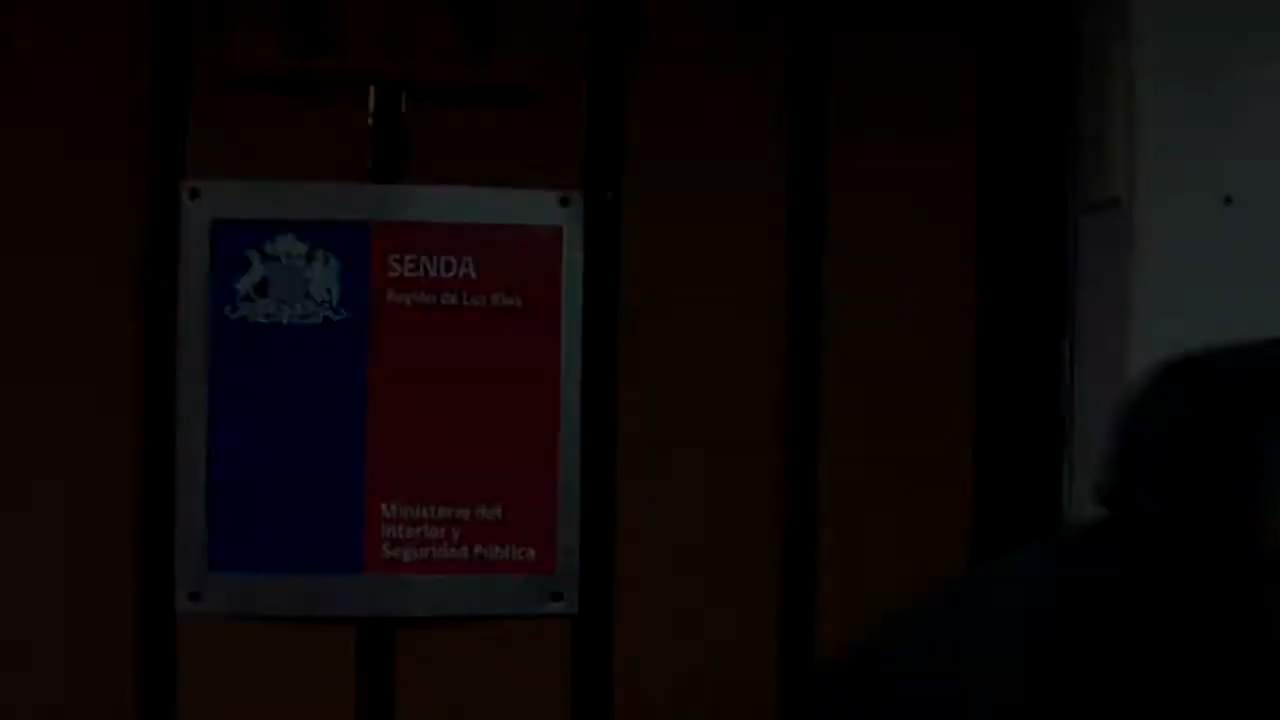 SENDA
Región de Los Ríos
Ministerio del
Interior y
Seguridad Pública